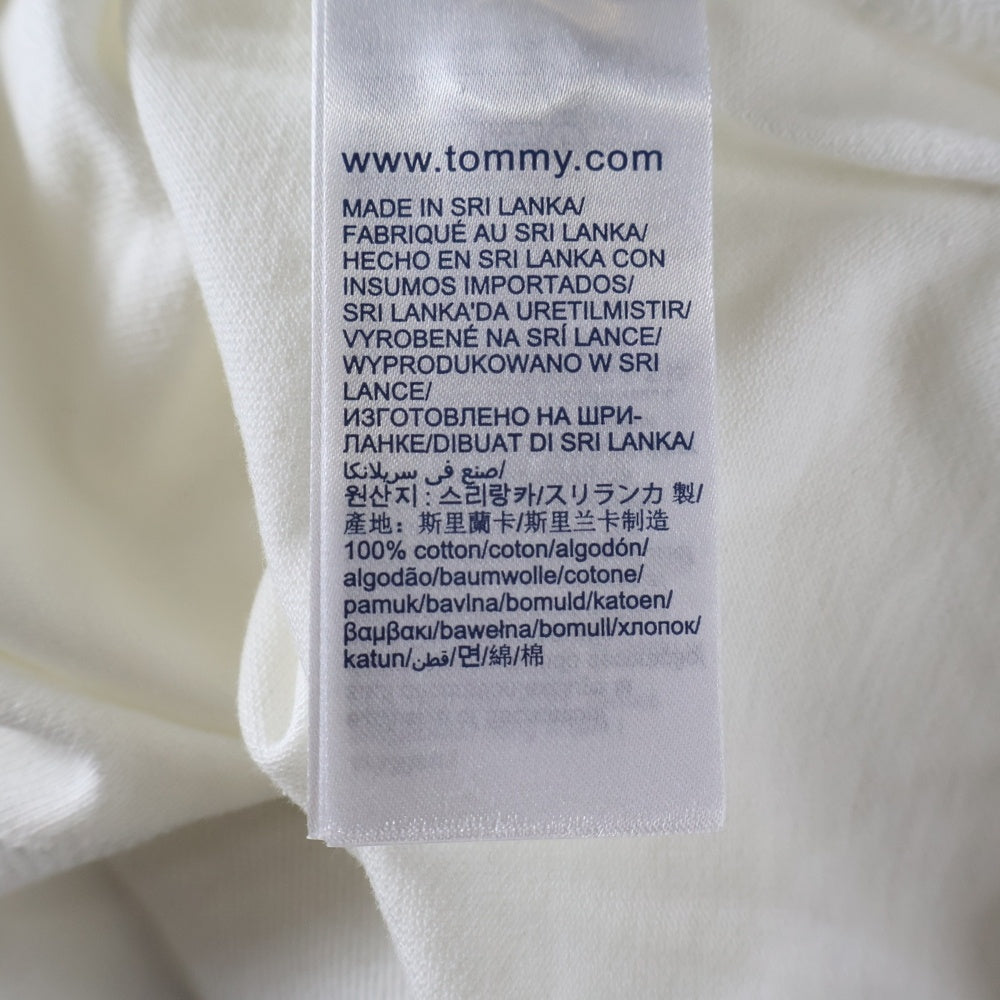 www.tommy.com
MADE IN SRI LANKA/
FABRIQUÉ AU SRI LANKA/
HECHO EN SRI LANKA CON
INSUMOS IMPORTADOS/
SRI LANKA'DA URETILMISTIR/
VYROBENÉ NA SRÍ LANCE/
WYPRODUKOWANO W SRI
LANCE/
ИЗГОТОВЛЕНО НА ШРИ-
ЛАНКЕ/DIBUAT DI SRI LANKA/
صنع في سريلانكا/
원산지 : 스리랑카/スリランカ 製/
產地：斯里蘭卡/斯里兰卡制造
100% cotton/coton/algodón/
algodão/baumwolle/cotone/
pamuk/bavlna/bomuld/katoen/
βαμβακι/bawełna/bomull/хлопок/
katun/قطن/면/綿/棉